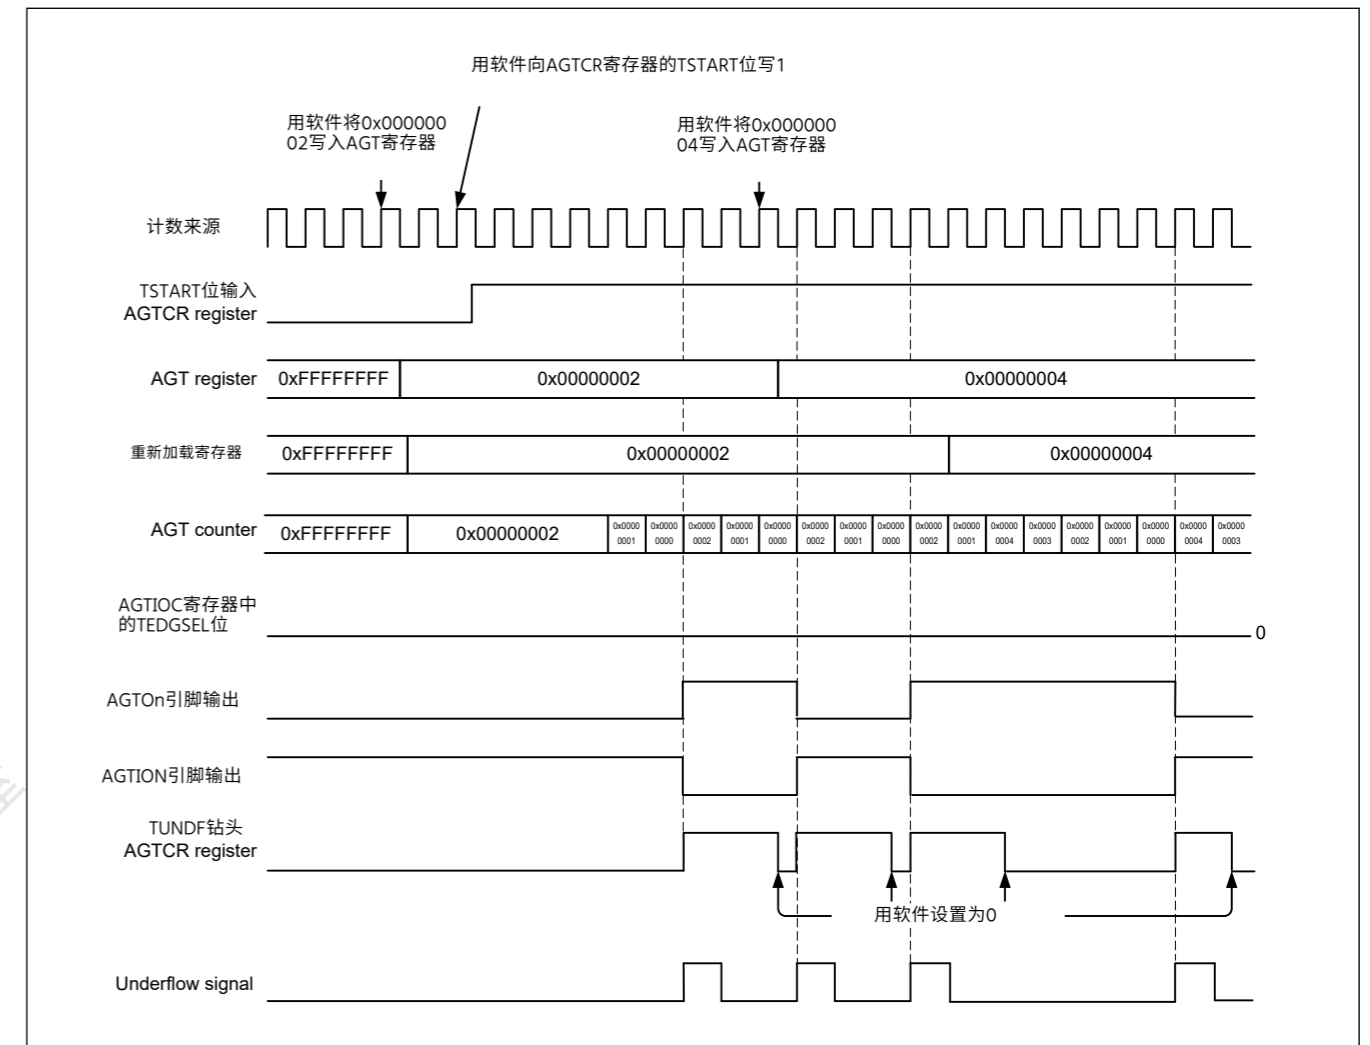 用软件向AGTCR寄存器的TSTART位写1
用软件将0x000000
02写入AGT寄存器
用软件将0x000000
04写入AGT寄存器
计数来源
TSTART位输入
AGTCR register
AGT register
0xFFFFFFFF
0x00000002
0x00000004
重新加载寄存器
0xFFFFFFFF
0x00000002
0x00000004
AGT counter
0xFFFFFFFF
0x00000002
0x0000 0x0000 0x0000 0x0000 0x0000 0x0000 0x0000 0x0000 0x0000 0x0000 0x0000 0x0000 0x0000 0x0000 0x0000 0x0000 0x0000
0001 0000 0002 0001 0000 0002 0001 0000 0002 0001 0004 0003 0002 0001 0000 0004 0003
AGTIOC寄存器中
的TEDGSEL位
0
AGTOn引脚输出
AGTION引脚输出
TUNDF钻头
AGTCR register
用软件设置为0
Underflow signal